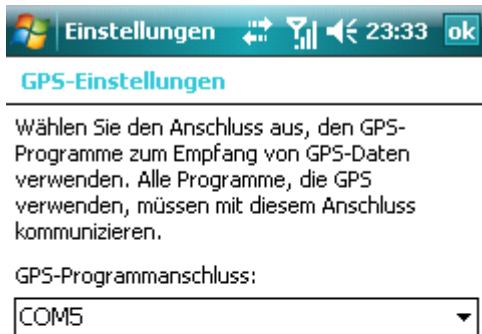 Einstellungen 23:33 ok
GPS-Einstellungen
Wählen Sie den Anschluss aus, den GPS-
Programme zum Empfang von GPS-Daten
verwenden. Alle Programme, die GPS
verwenden, müssen mit diesem Anschluss
kommunizieren.
GPS-Programmanschluss:
COM5